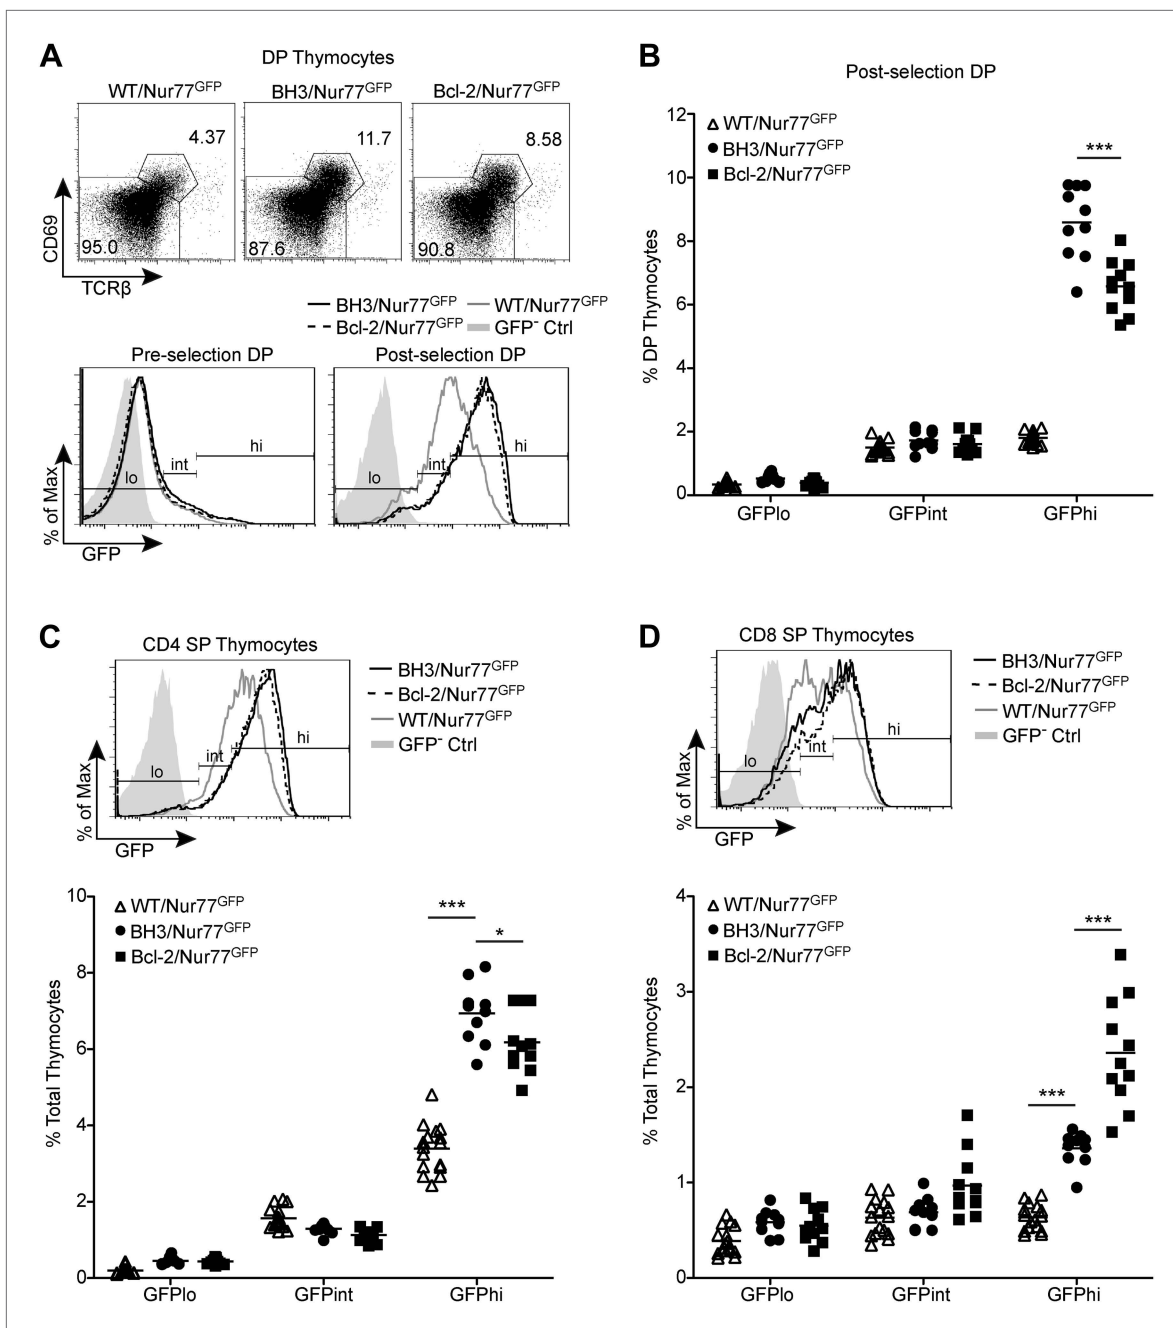 A
DP Thymocytes
WT/Nur77GFP
BH3/Nur77GFP
Bcl-2/Nur77GFP
4.37
11.7
8.58
95.0
87.6
90.8
CD69
TCRβ
BH3/Nur77GFP
WT/Nur77GFP
Bcl-2/Nur77GFP
GFP- Ctrl
Pre-selection DP
Post-selection DP
hi
int
lo
hi
int
lo
% of Max
GFP
B
Post-selection DP
WT/Nur77GFP
BH3/Nur77GFP
Bcl-2/Nur77GFP
***
% DP Thymocytes
12
10
8
6
4
2
0
GFPlo
GFPint
GFPhi
C
CD4 SP Thymocytes
BH3/Nur77GFP
Bcl-2/Nur77GFP
WT/Nur77GFP
GFP- Ctrl
hi
int
lo
% of Max
GFP
WT/Nur77GFP
BH3/Nur77GFP
Bcl-2/Nur77GFP
***
*
% Total Thymocytes
10
8
6
4
2
0
GFPlo
GFPint
GFPhi
D
CD8 SP Thymocytes
BH3/Nur77GFP
Bcl-2/Nur77GFP
WT/Nur77GFP
GFP- Ctrl
hi
int
lo
% of Max
GFP
WT/Nur77GFP
BH3/Nur77GFP
Bcl-2/Nur77GFP
***
***
% Total Thymocytes
4
3
2
1
0
GFPlo
GFPint
GFPhi